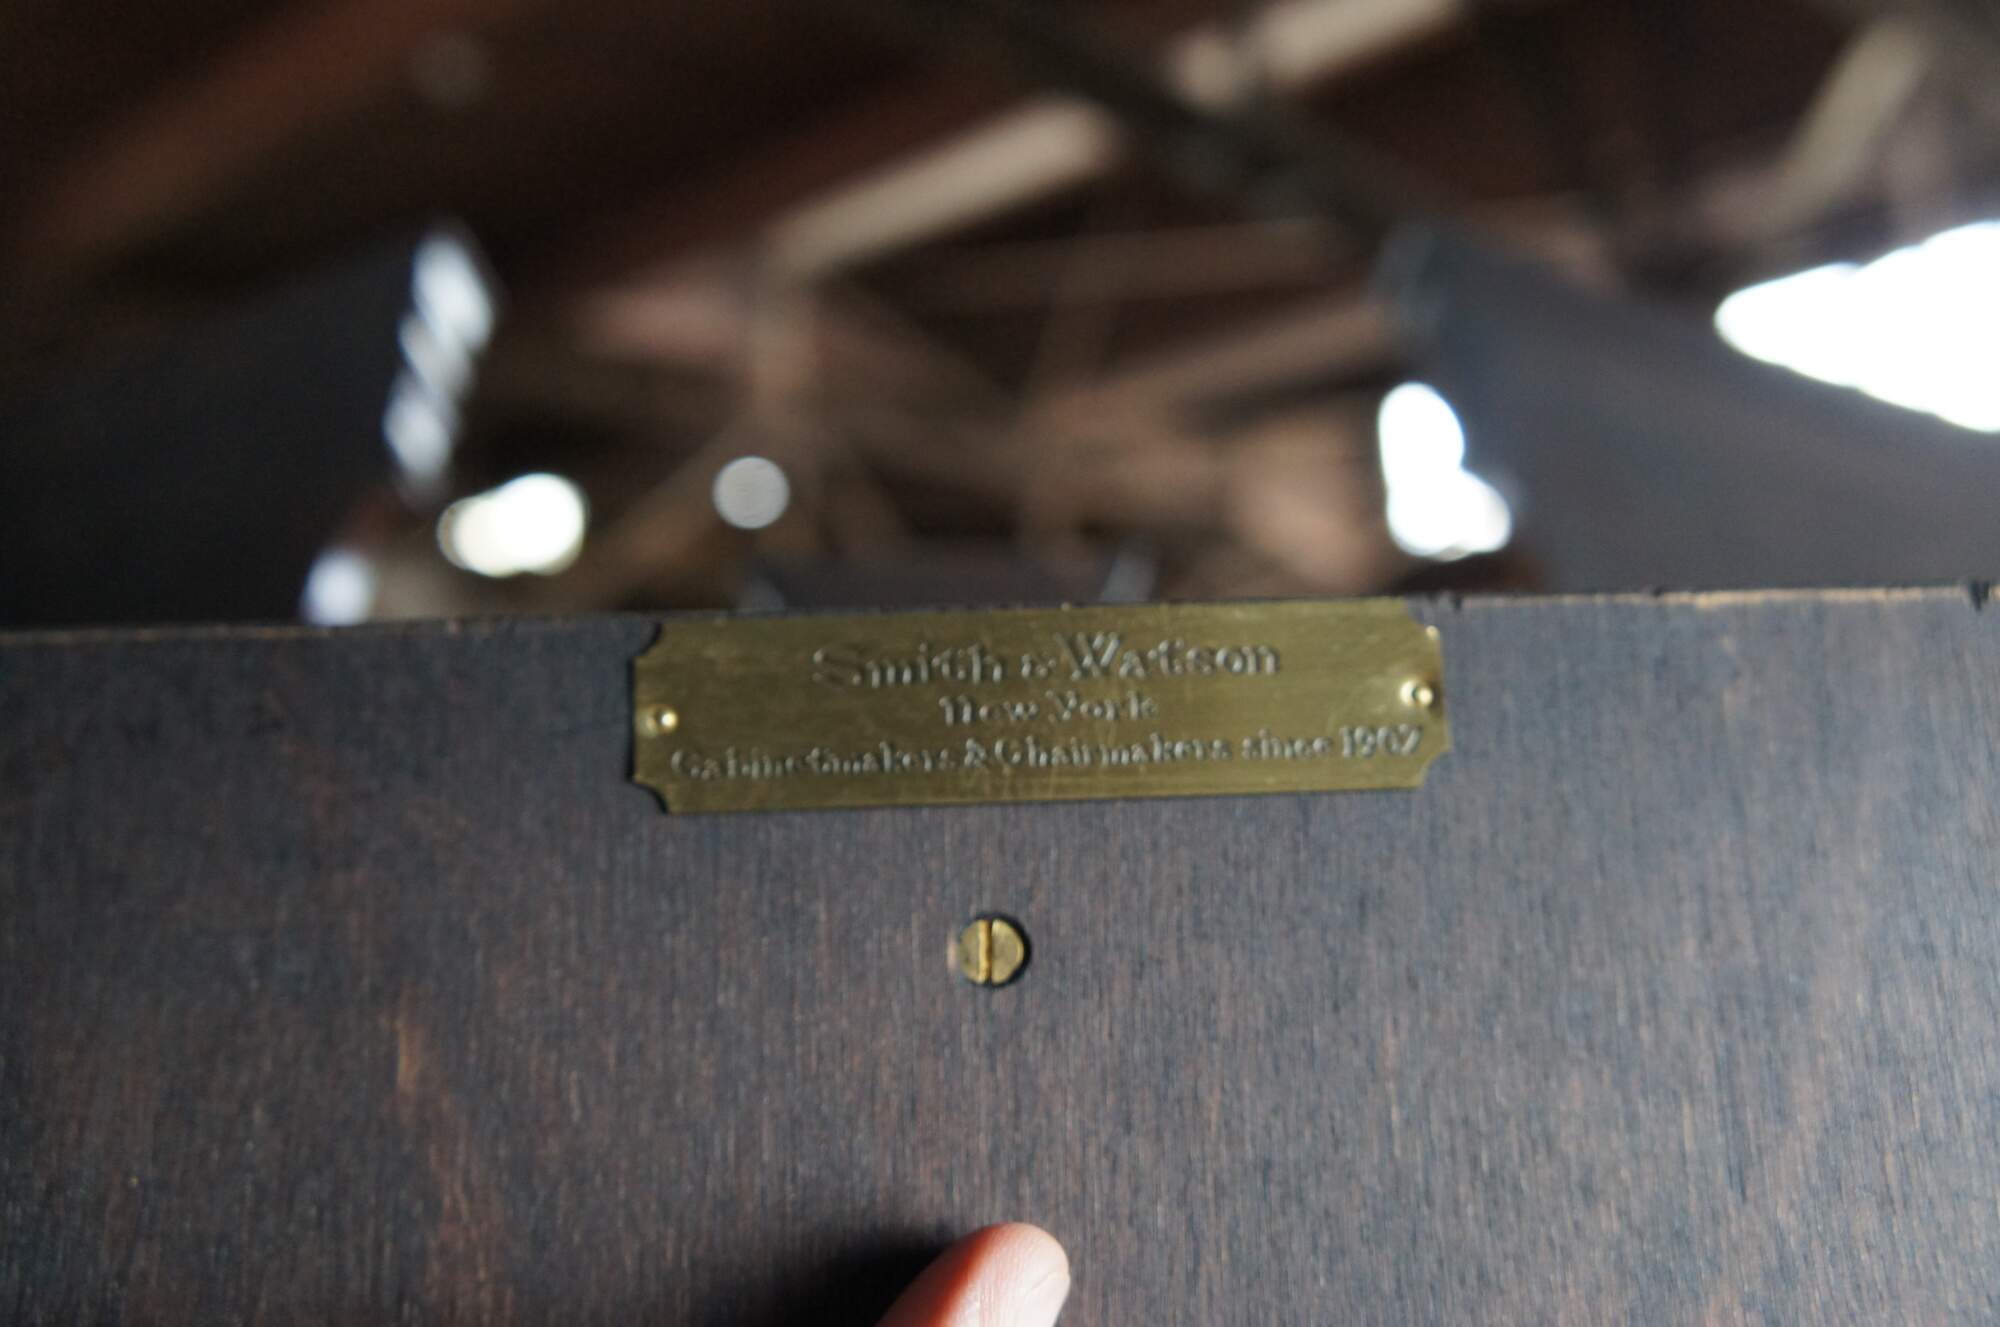 Smith & Watson
New York
Cabinetmakers & Chairmakers since 1907